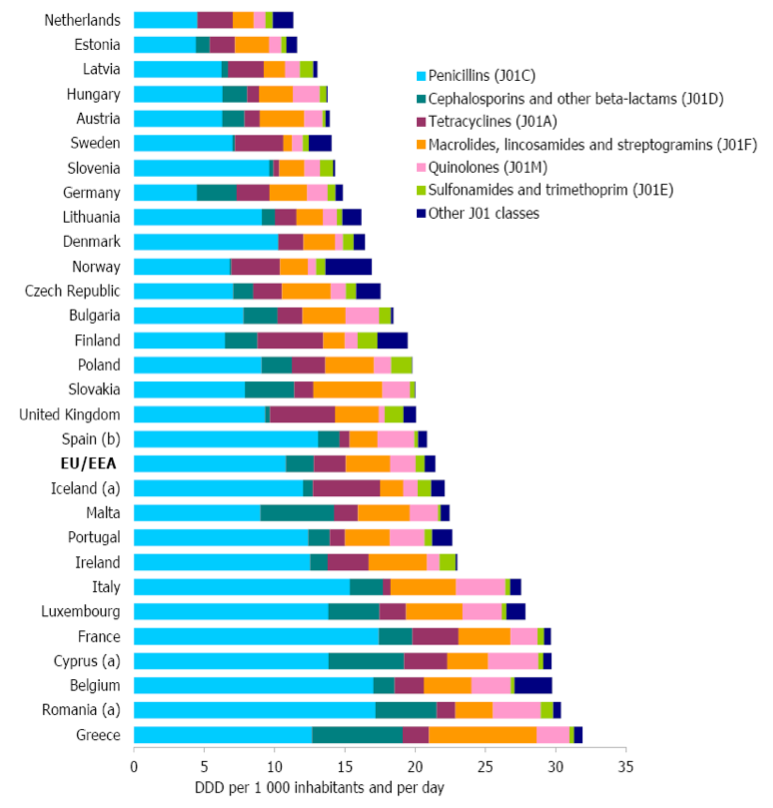 Netherlands
Estonia
Latvia
Hungary
Austria
Sweden
Slovenia
Germany
Lithuania
Denmark
Norway
Czech Republic
Bulgaria
Finland
Poland
Slovakia
United Kingdom
Spain (b)
EU/EEA
Iceland (a)
Malta
Portugal
Ireland
Italy
Luxembourg
France
Cyprus (a)
Belgium
Romania (a)
Greece
Penicillins (J01C)
Cephalosporins and other beta-lactams (J01D)
Tetracyclines (J01A)
Macrolides, lincosamides and streptogramins (J01F)
Quinolones (J01M)
Sulfonamides and trimethoprim (J01E)
Other J01 classes
0 5 10 15 20 25 30 35
DDD per 1 000 inhabitants and per day